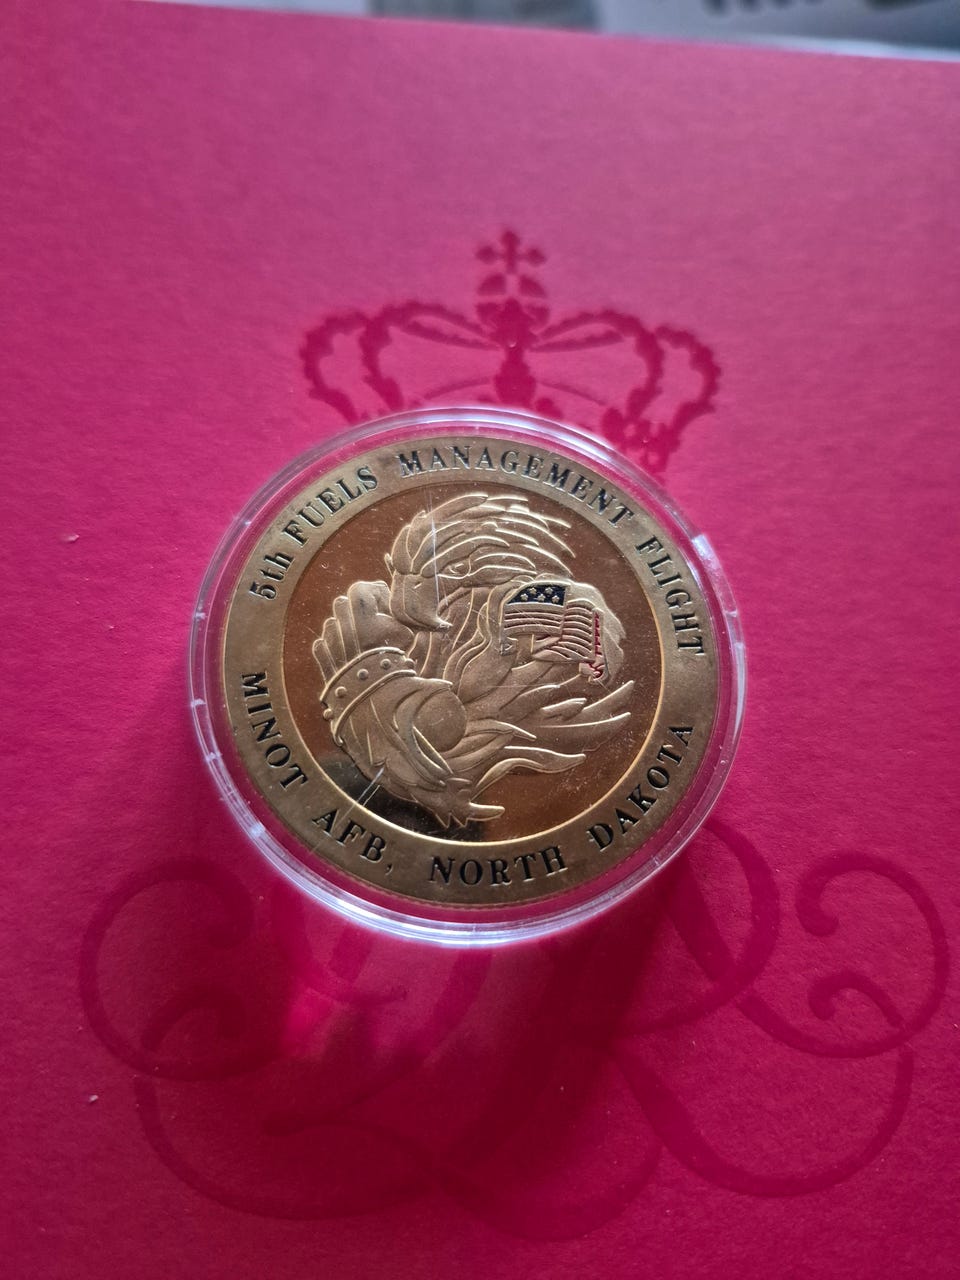 5th FUELS MANAGEMENT FLIGHT
MINOT AFB, NORTH DAKOTA